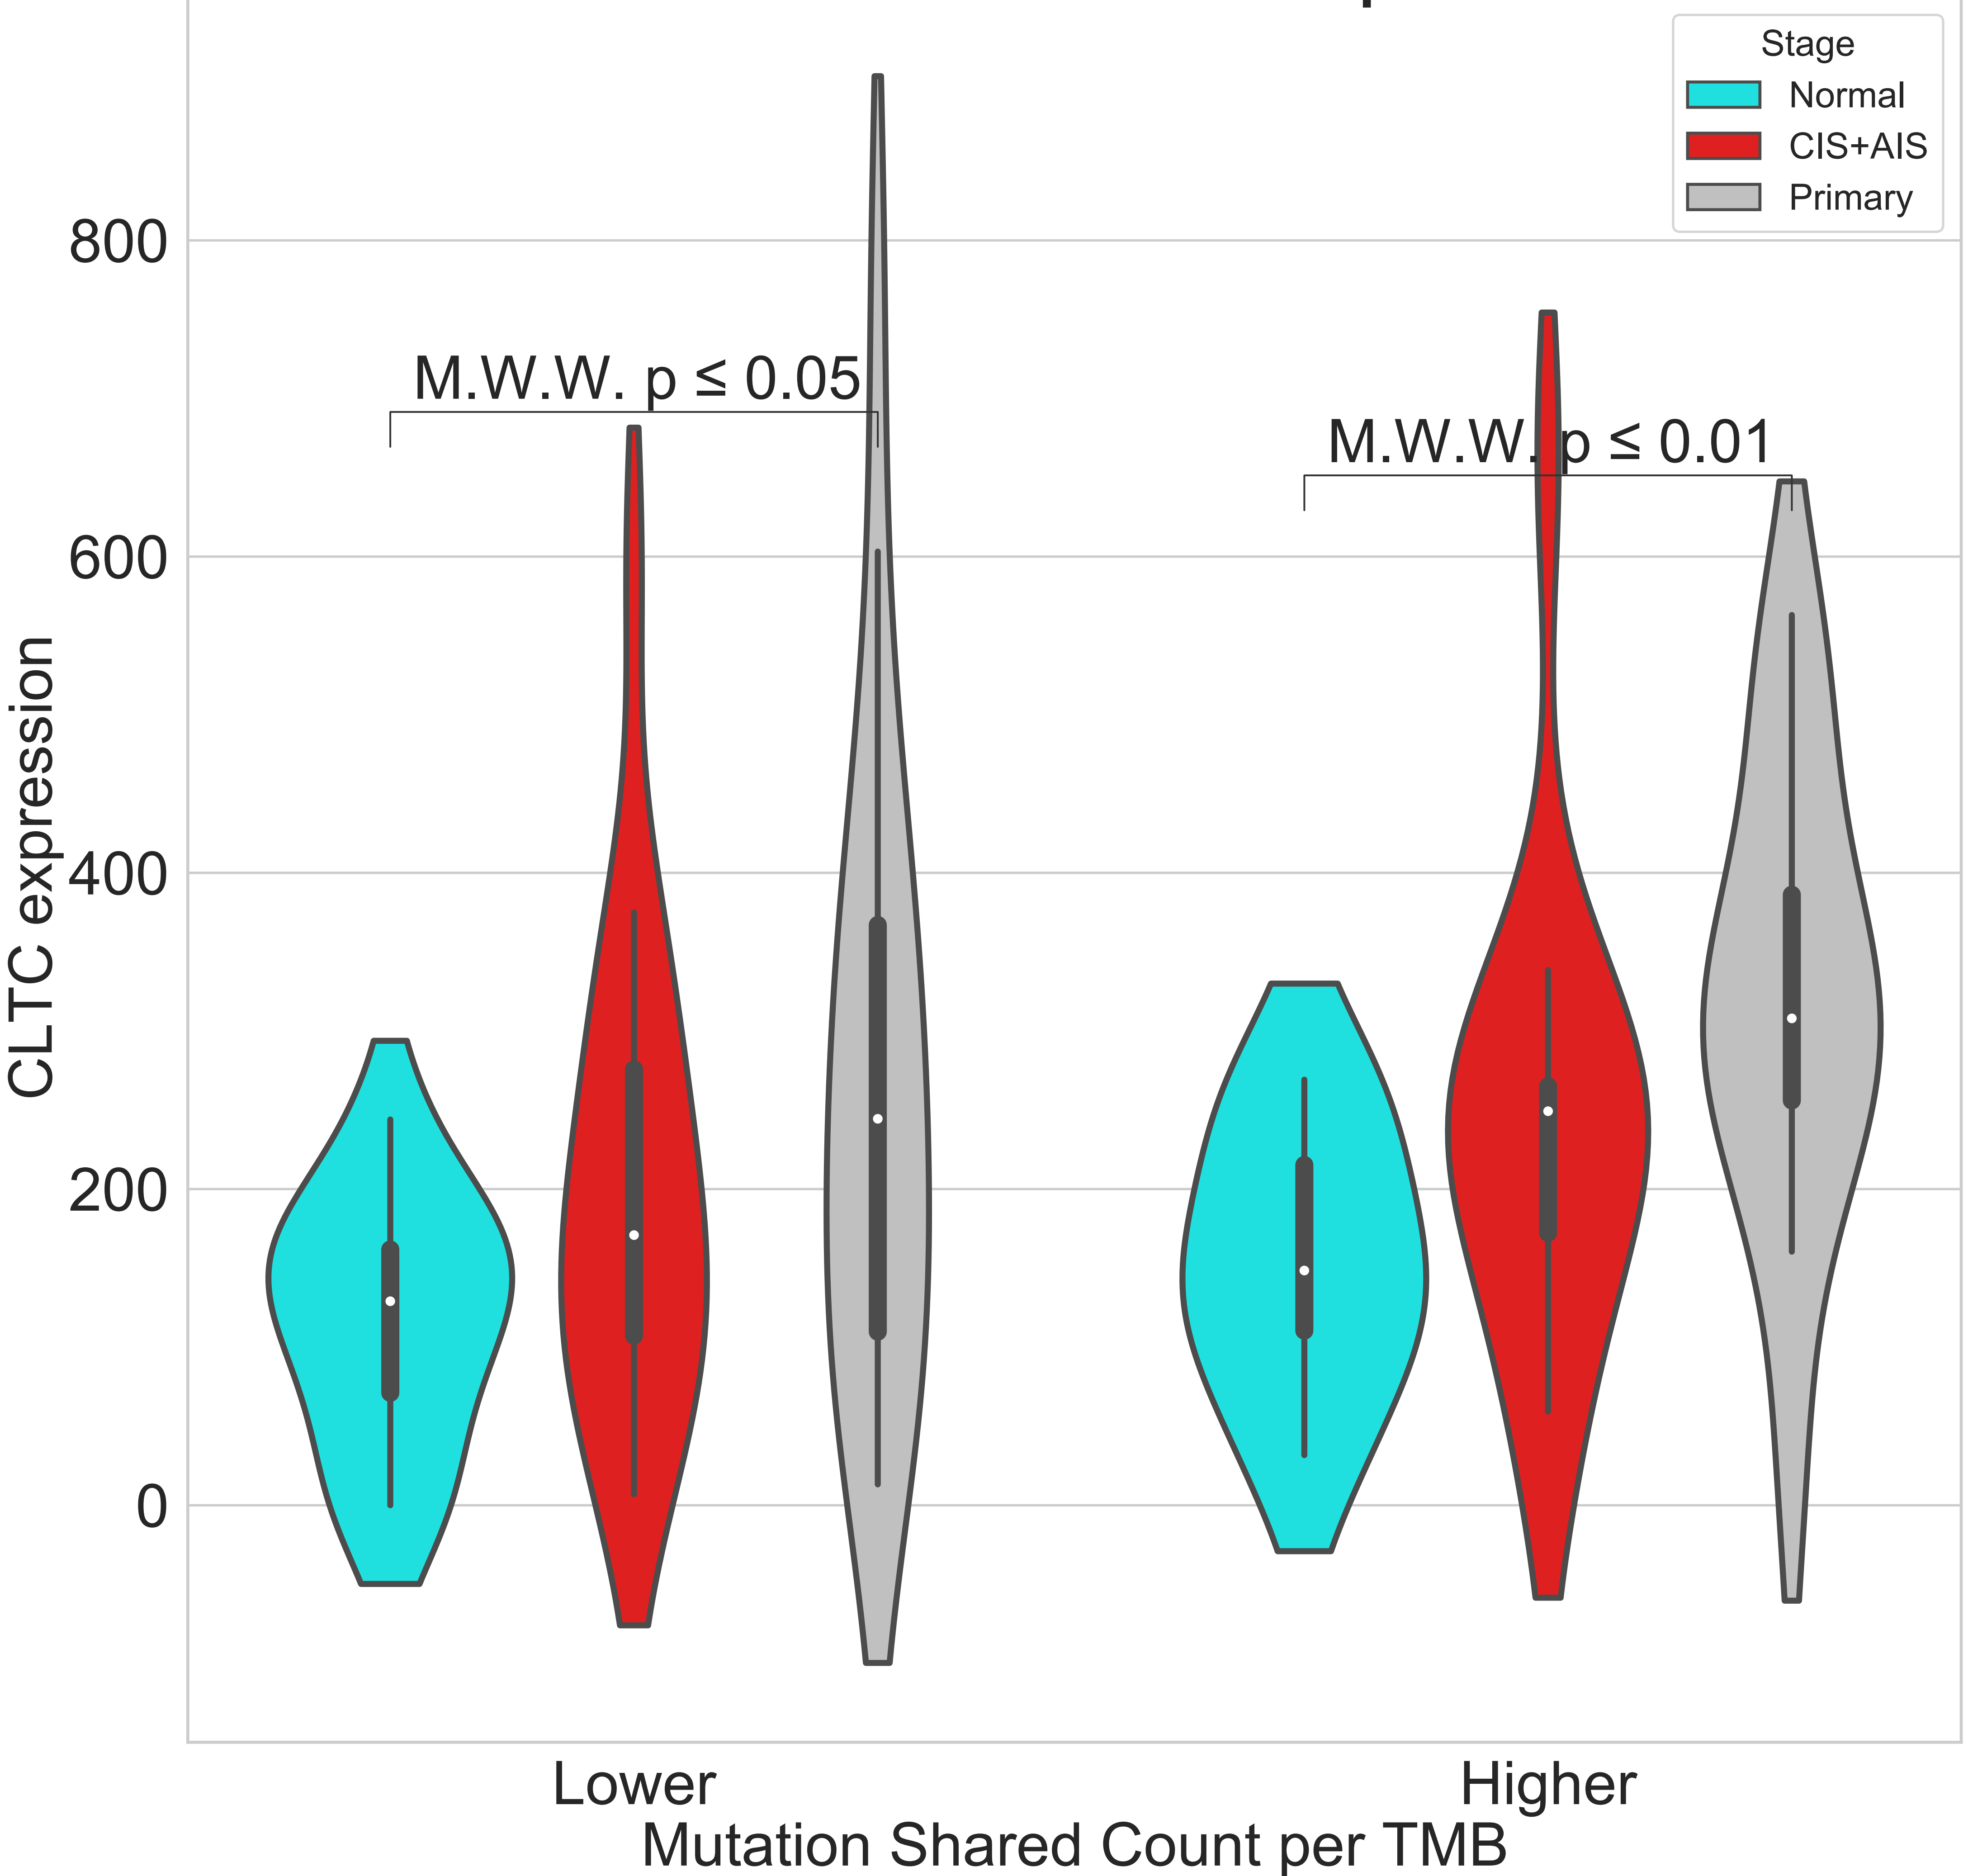 Stage
Normal
CIS+AIS
Primary
800
600
400
200
0
CLTC expression
M.W.W. p ≤ 0.05
M.W.W. p ≤ 0.01
Lower
Higher
Mutation Shared Count per TMB